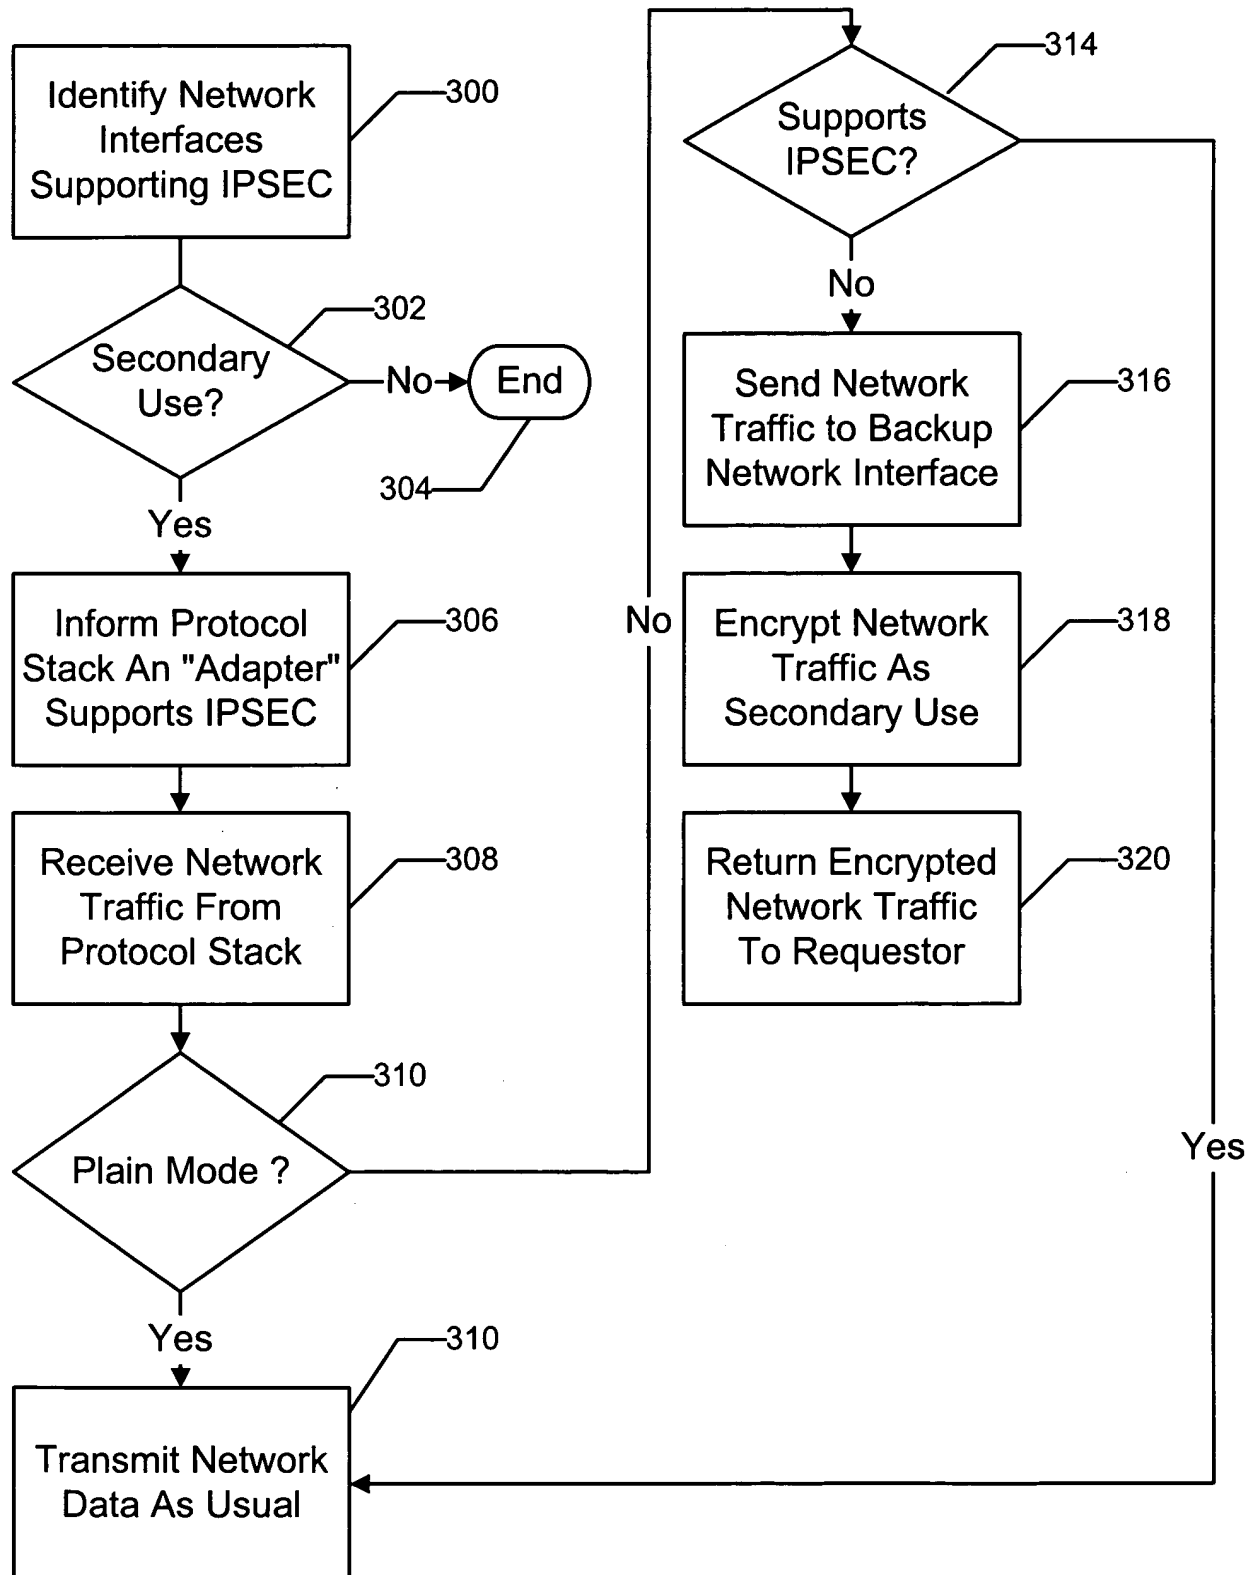 Identify Network
Interfaces
Supporting IPSEC
300
302
Secondary
Use?
No
End
304
Yes
Inform Protocol
Stack An "Adapter"
Supports IPSEC
306
Receive Network
Traffic From
Protocol Stack
308
310
Plain Mode ?
No
Yes
310
Transmit Network
Data As Usual
314
Supports
IPSEC?
No
Send Network
Traffic to Backup
Network Interface
316
Encrypt Network
Traffic As
Secondary Use
318
Return Encrypted
Network Traffic
To Requestor
320
Yes